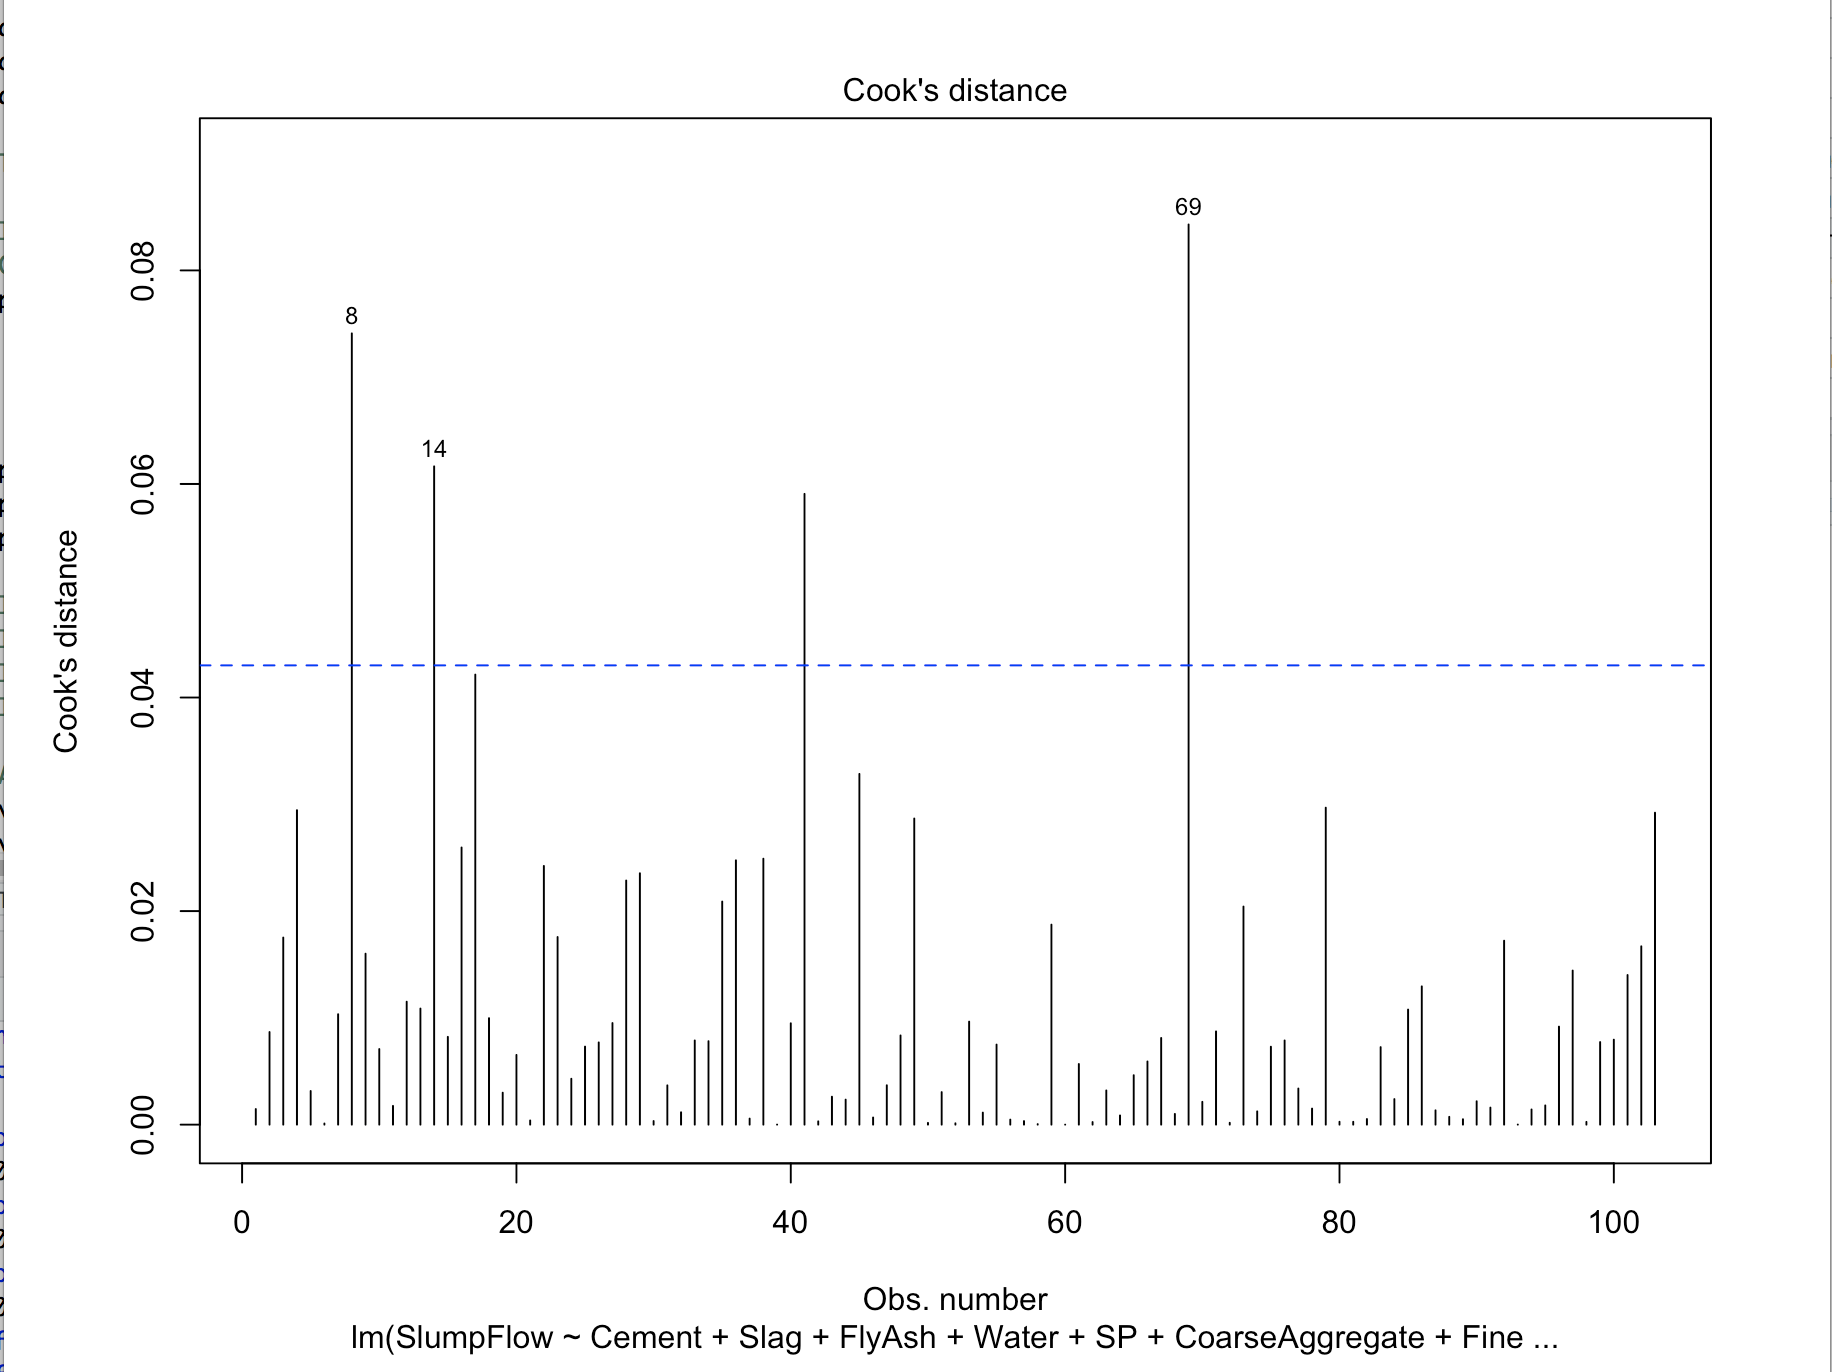 Cook's distance
69
8
14
0.08
0.06
0.04
0.02
0.00
Cook's distance
0 20 40 60 80 100
Obs. number
lm(SlumpFlow ~ Cement + Slag + FlyAsh + Water + SP + CoarseAggregate + Fine ...